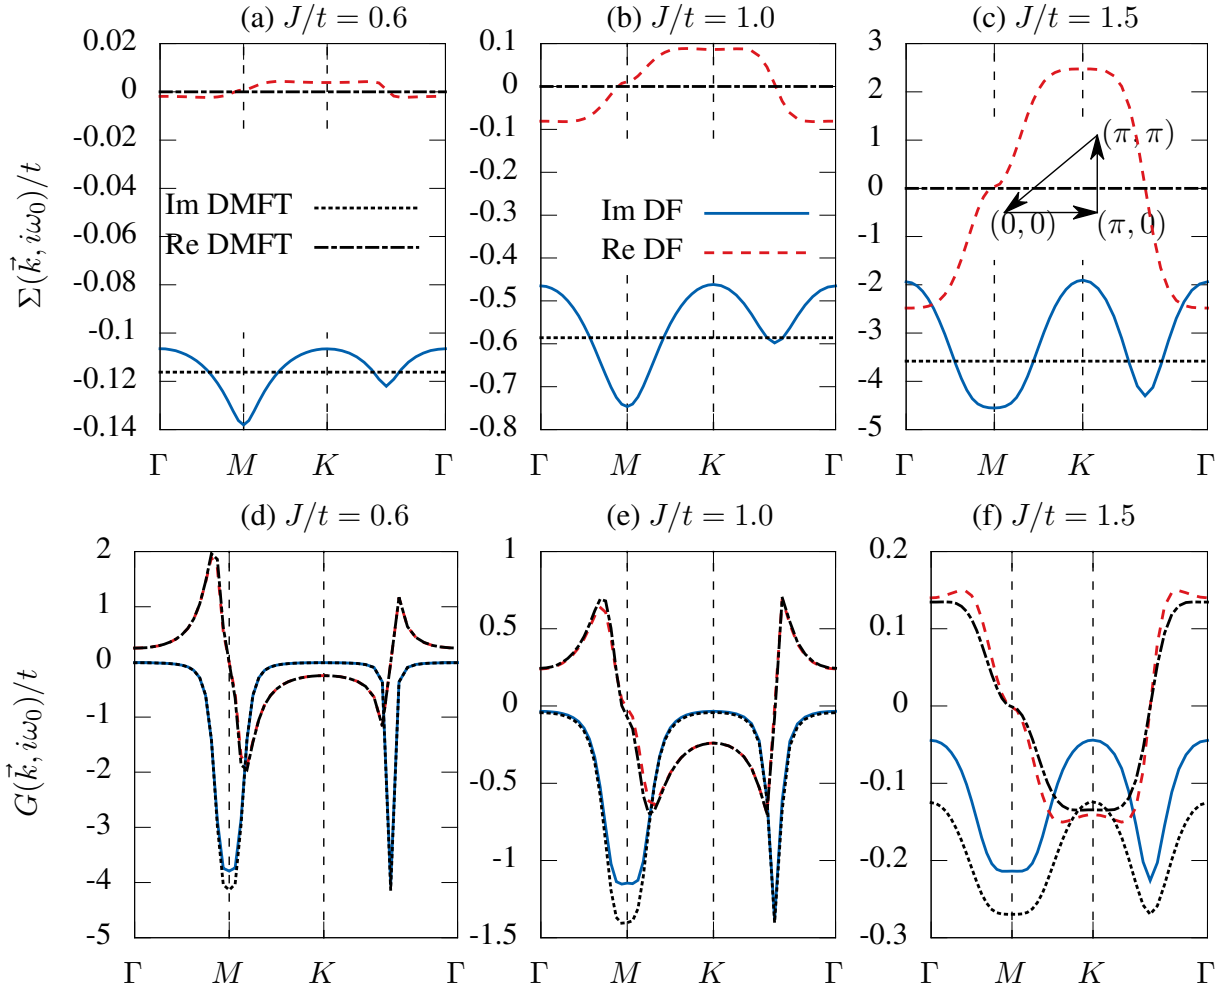 (a) J/t = 0.6
(b) J/t = 1.0
(c) J/t = 1.5
Σ(k⃗, iω₀)/t
0.02
0
-0.02
-0.04
-0.06
-0.08
-0.1
-0.12
-0.14
Im DMFT
Re DMFT
Γ M K Γ
0.1
0
-0.1
-0.2
-0.3
-0.4
-0.5
-0.6
-0.7
-0.8
Im DF
Re DF
Γ M K Γ
3
2
1
0
-1
-2
-3
-4
-5
(π, π)
(0, 0)
(π, 0)
Γ M K Γ
(d) J/t = 0.6
(e) J/t = 1.0
(f) J/t = 1.5
G(k⃗, iω₀)/t
2
1
0
-1
-2
-3
-4
-5
Γ M K Γ
1
0.5
0
-0.5
-1
-1.5
Γ M K Γ
0.2
0.1
0
-0.1
-0.2
-0.3
Γ M K Γ